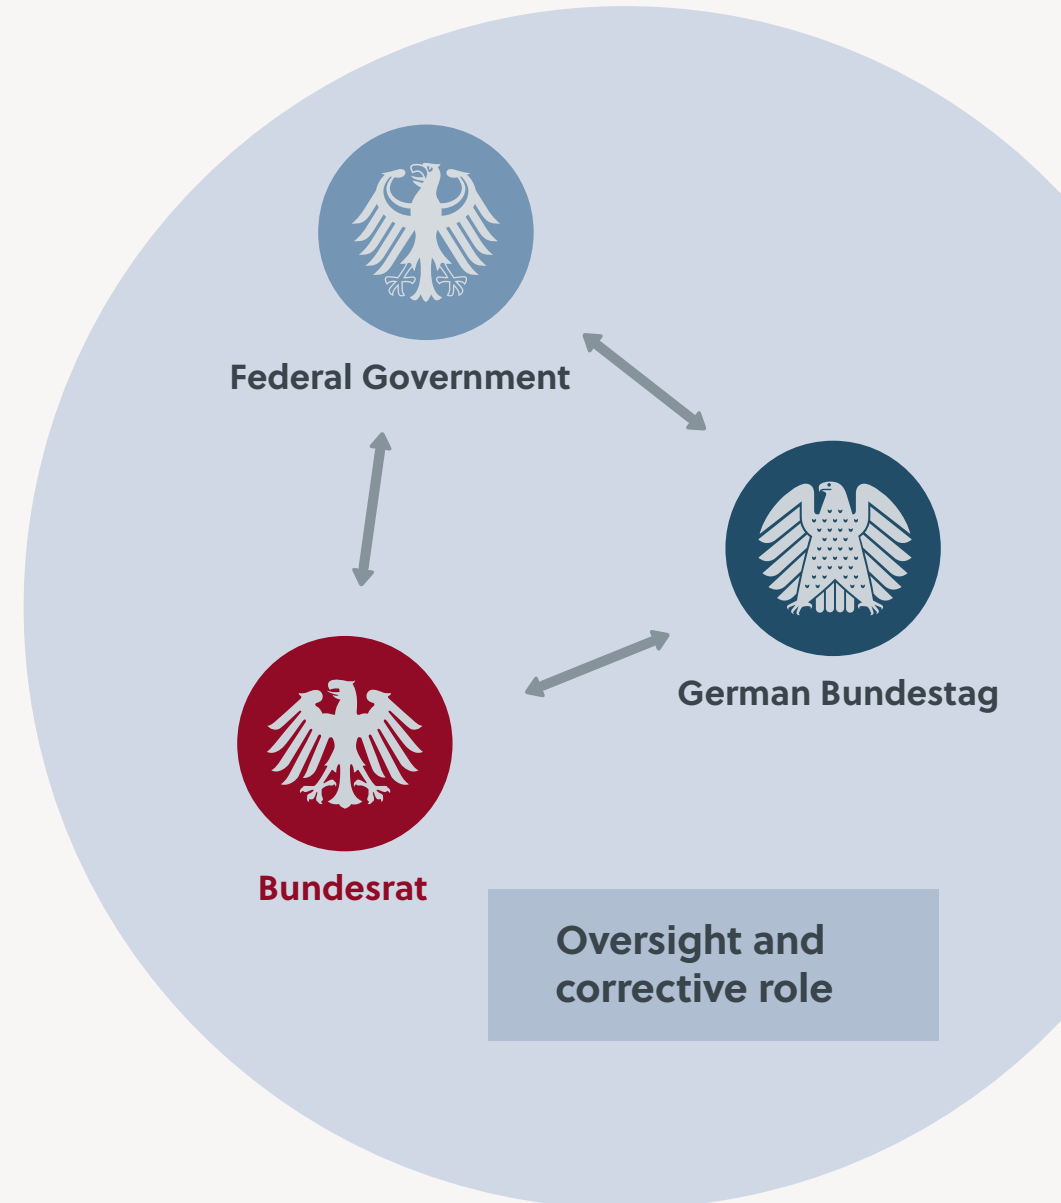 Federal Government
German Bundestag
Bundesrat
Oversight and
corrective role